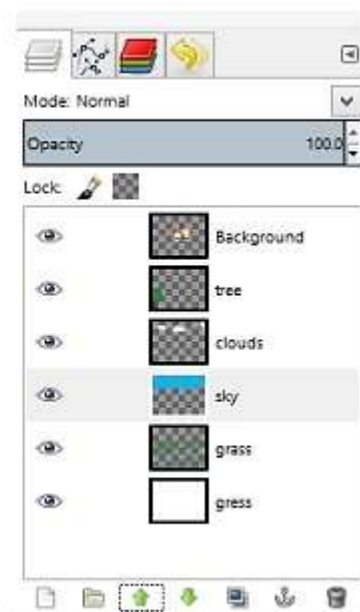 Mode: Normal
Opacity 100.0
Lock:
Background
tree
clouds
sky
grass
gress